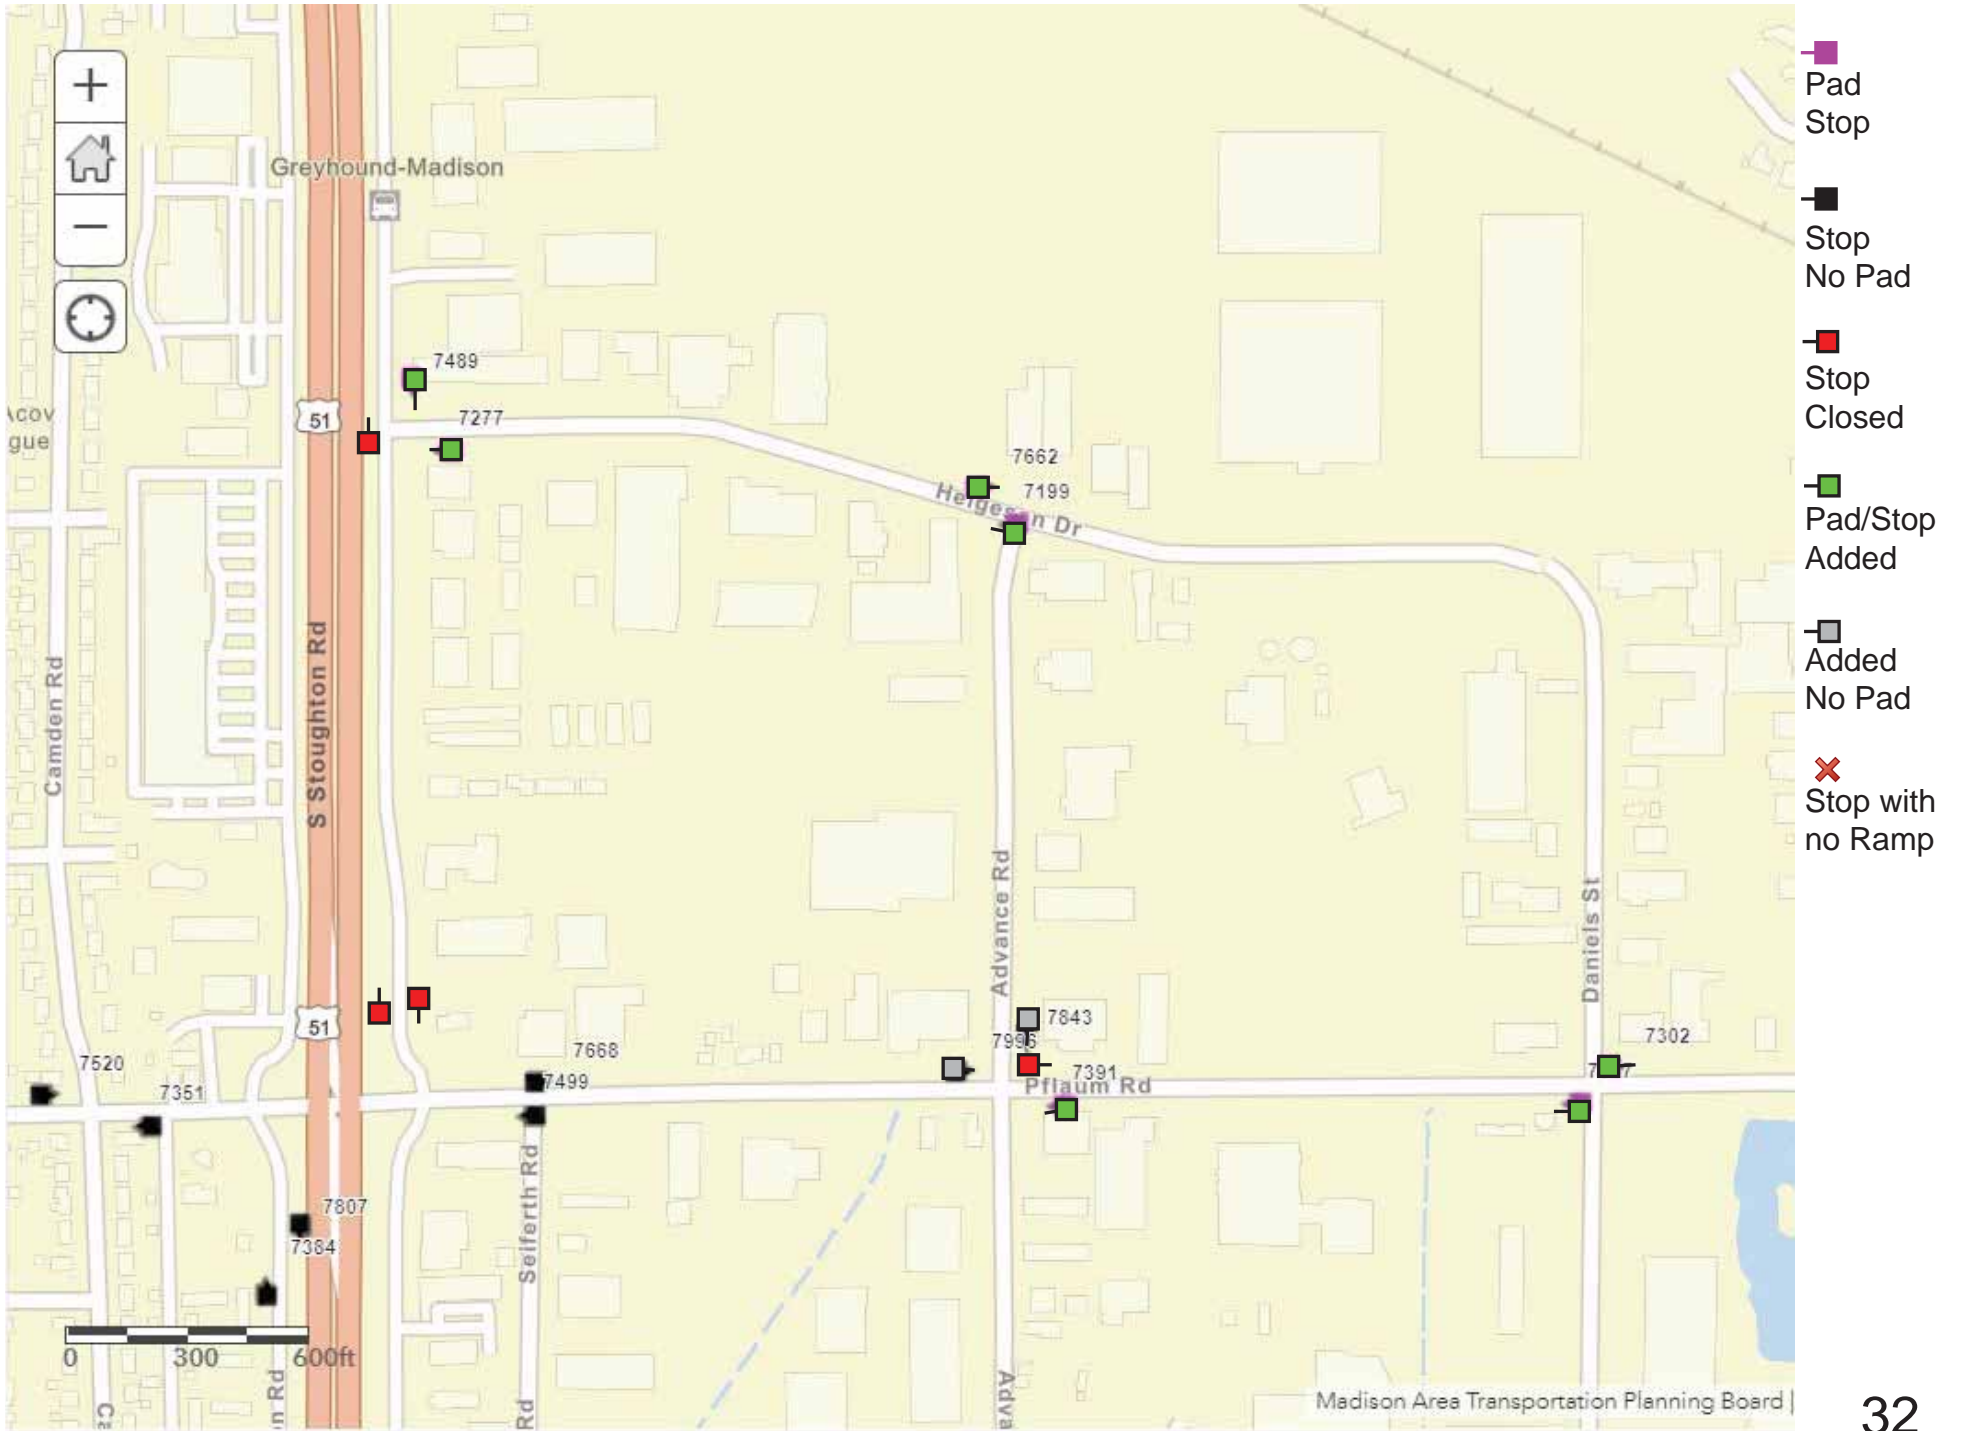 +
−
Greyhound-Madison
7489
51
7277
7662
7199
Helgesen Dr
S Stoughton Rd
Camden Rd
Advance Rd
Daniels St
51
7843
7996
7302
7668
7391
7520
7499
7351
Pflaum Rd
Seiferth Rd
7807
7384
0 300 600ft
Rd
Madison Area Transportation Planning Board |
Pad
Stop
Stop
No Pad
Stop
Closed
Pad/Stop
Added
Added
No Pad
Stop with
no Ramp
32